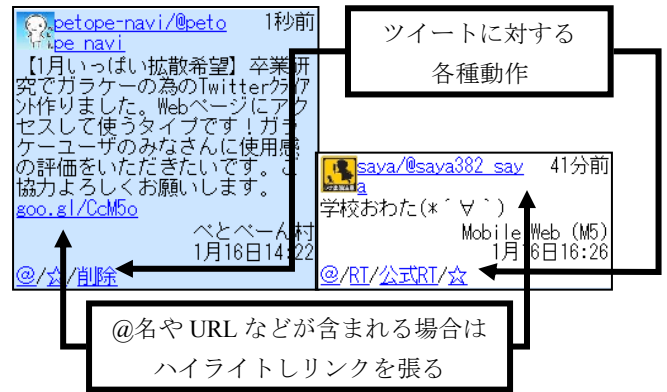 petope-navi/@peto 1秒前
pe_navi
【1月いっぱい拡散希望】卒業研
究でガラケーの為のTwitterクライア
ント作りました。Webページにアク
セスして使うタイプです！ガラ
ケーユーザのみなさんに使用感
の評価をいただきたいです。ご
協力よろしくお願いします。
goo.gl/CcM5o
ぺとぺーん村
1月16日14:22
@/☆/削除
ツイートに対する
各種動作
saya/@saya382_say 41分前
a
学校おわた(*´∀｀)
Mobile Web (M5)
1月16日16:26
@/RT/公式RT/☆
@名や URL などが含まれる場合は
ハイライトしリンクを張る